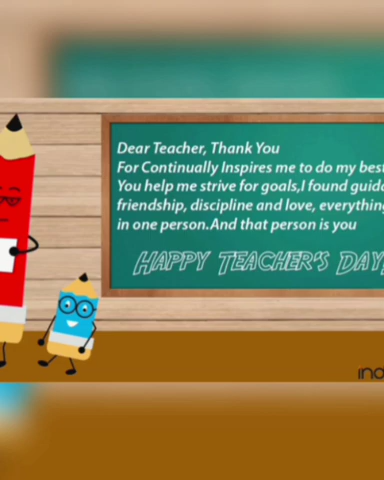 Dear Teacher, Thank You
For Continually Inspires me to do my best
You help me strive for goals,I found
friendship, discipline and love, everything
in one person.And that person is you
HAPPY TEACHER'S DAY